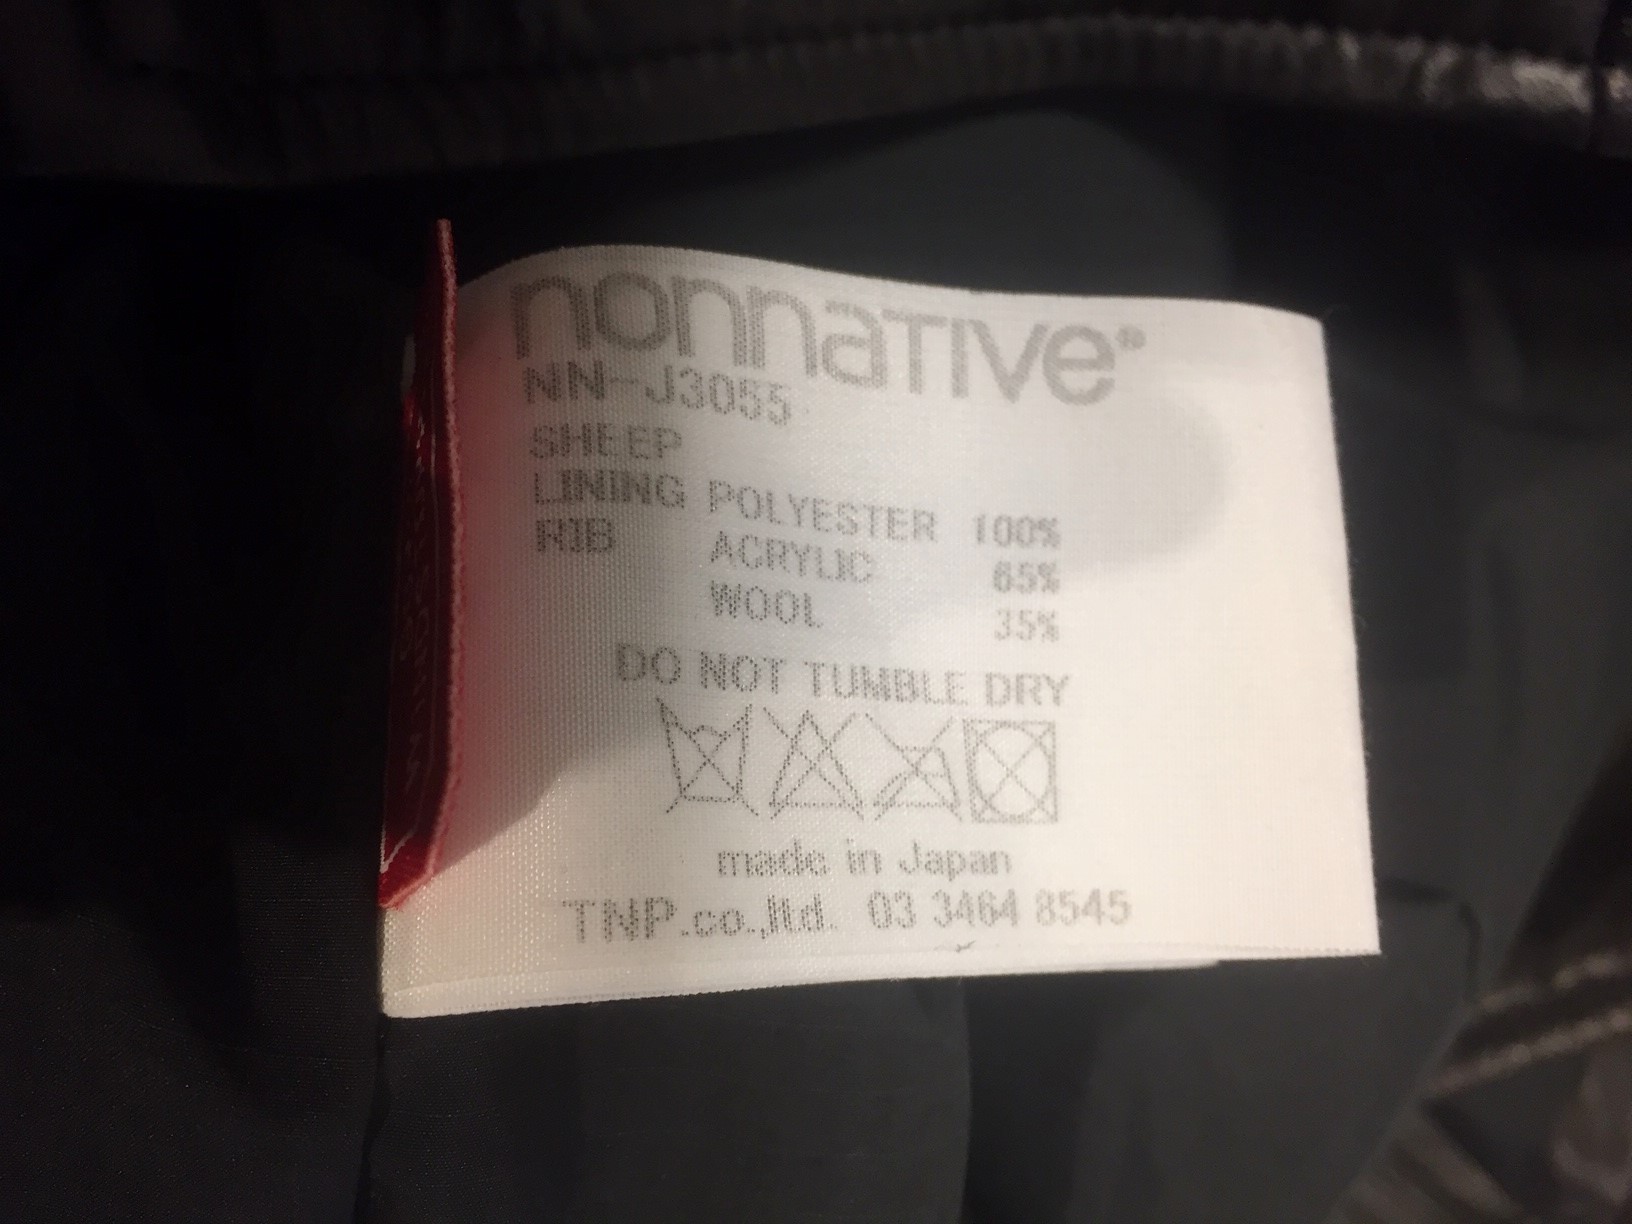 nonnative®
NN-J3055
SHEEP
LINING POLYESTER 100%
RIB ACRYLIC 65%
WOOL 35%
DO NOT TUMBLE DRY
made in Japan
TNP.co.,ltd. 03 3464 8545